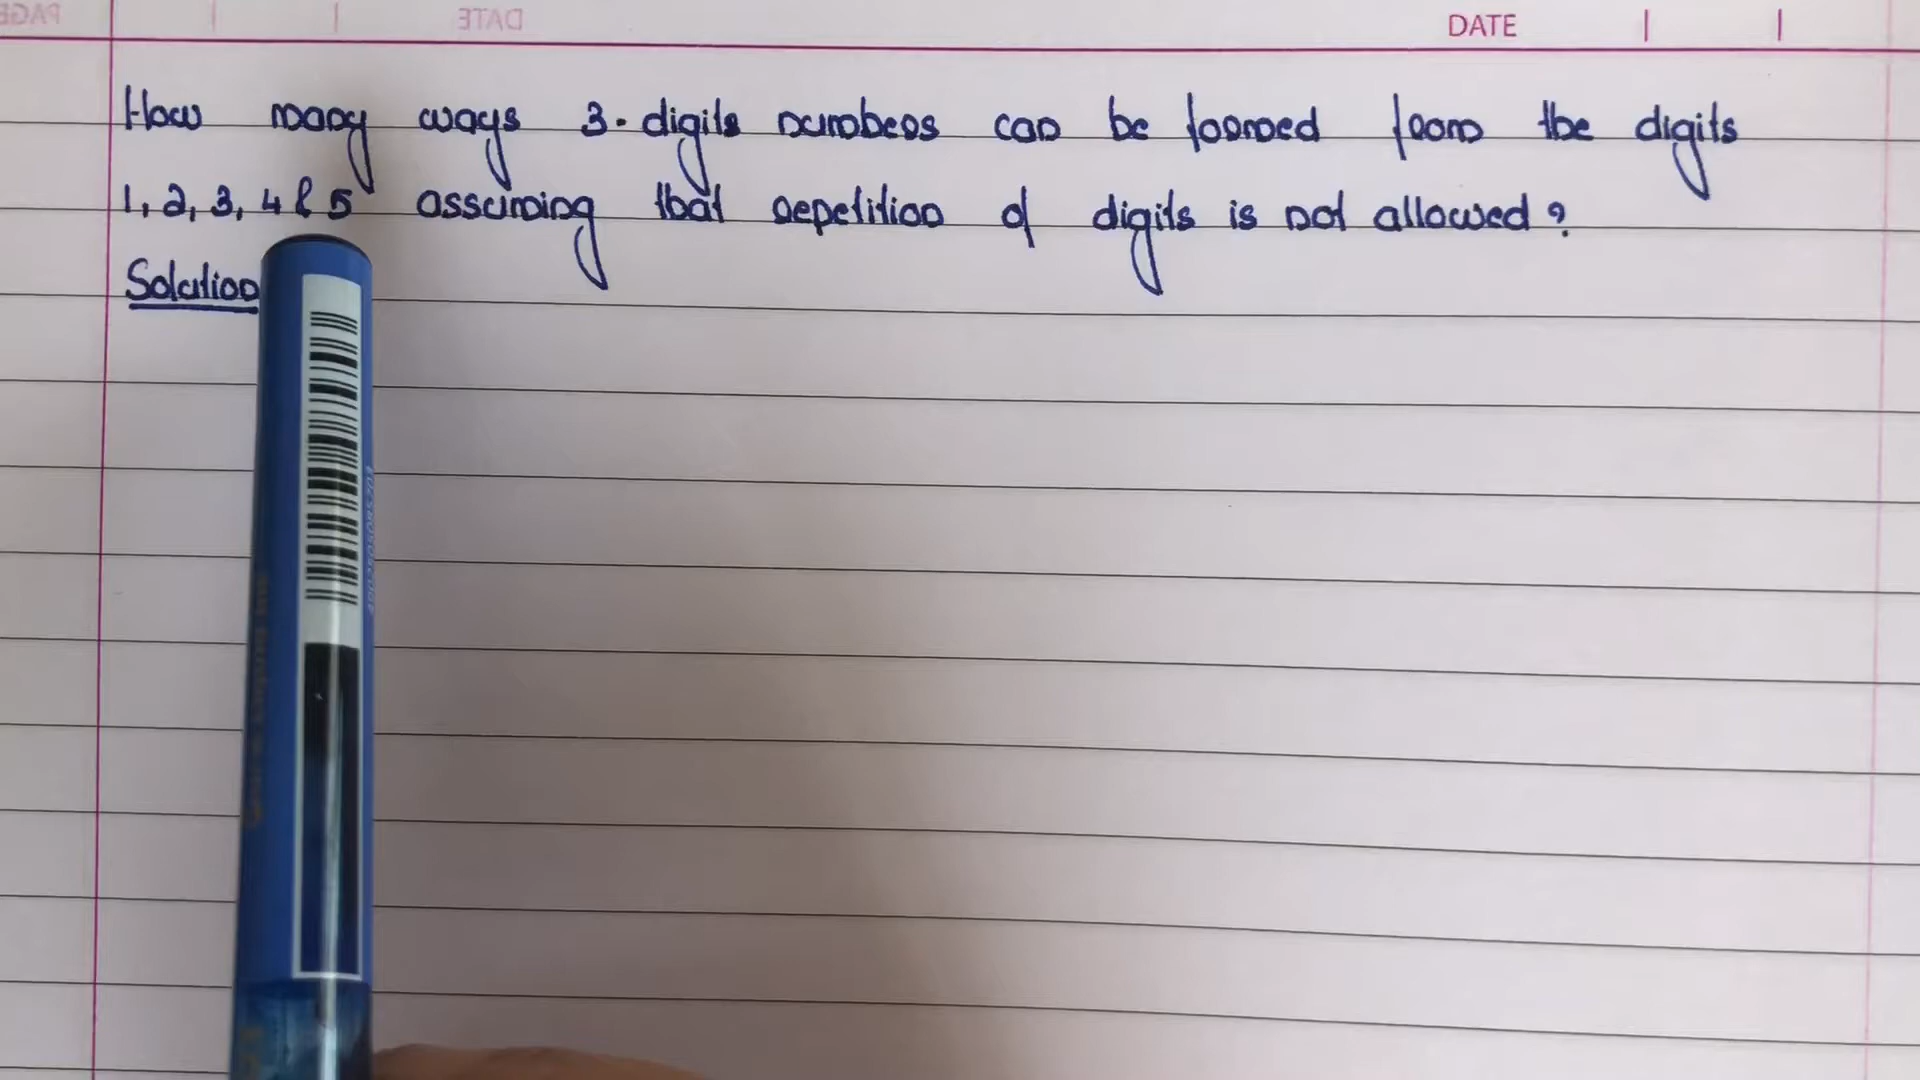 DATE
How many ways 3-digits numbers can be formed from the digits
1, 2, 3, 4 & 5 assuming that repetition of digits is not allowed?
Solution